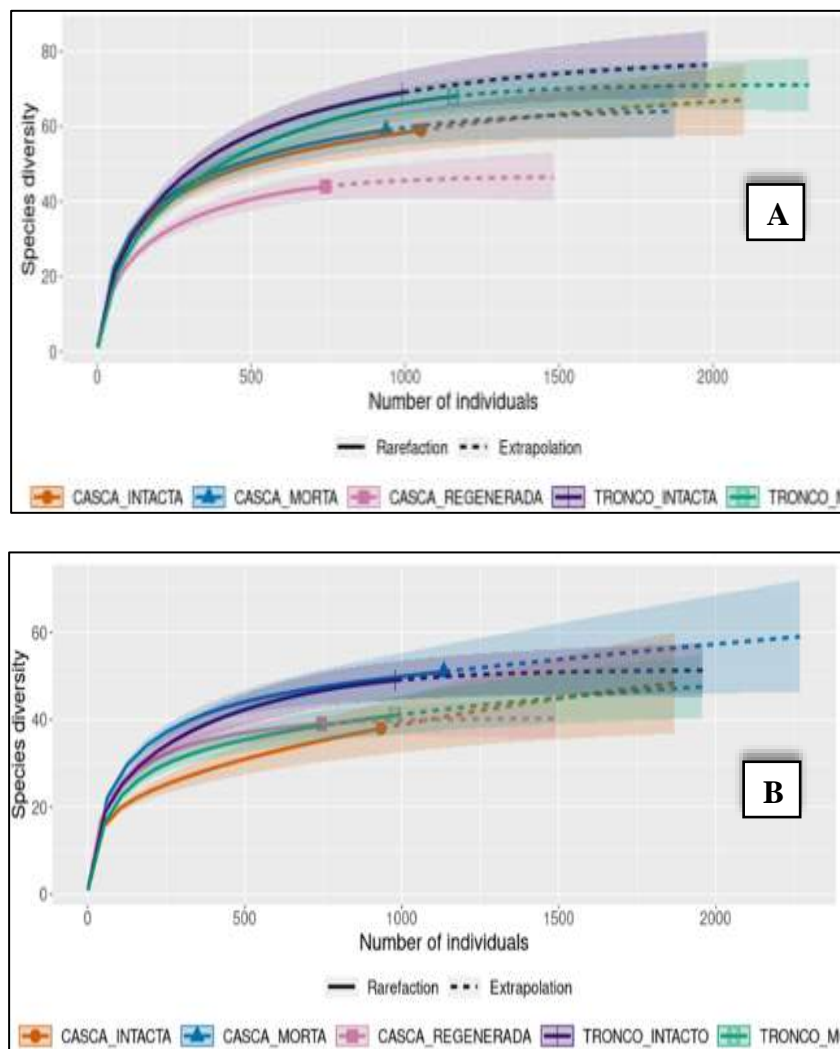 80
60
40
20
0
Species diversity
A
0 500 1000 1500 2000
Number of individuals
Rarefaction Extrapolation
CASCA_INTACTA CASCA_MORTA CASCA_REGENERADA TRONCO_INTACTA TRONCO_M
60
40
20
0
Species diversity
B
0 500 1000 1500 2000
Number of individuals
Rarefaction Extrapolation
CASCA_INTACTA CASCA_MORTA CASCA_REGENERADA TRONCO_INTACTO TRONCO_M